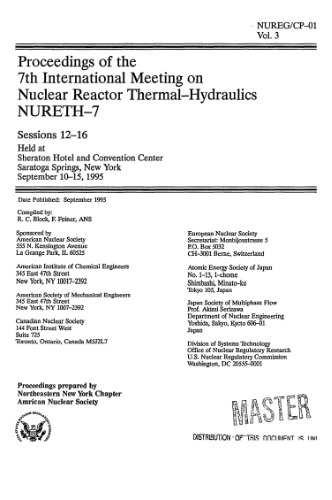 NUREG/CP-01
Vol. 3
Proceedings of the
7th International Meeting on
Nuclear Reactor Thermal-Hydraulics
NURETH-7
Sessions 12-16
Held at
Sheraton Hotel and Convention Center
Saratoga Springs, New York
September 10-15, 1995
Date Published: September 1995
Compiled by:
R. C. Block, F. Feiner, ANS
Sponsored by
American Nuclear Society
555 N. Kensington Avenue
La Grange Park, IL 60525
American Institute of Chemical Engineers
345 East 47th Street
New York, NY 10017-2392
American Society of Mechanical Engineers
345 East 47th Street
New York, NY 1007-2392
Canadian Nuclear Society
144 Font Street West
Suite 725
Toronto, Ontario, Canada M5J2L7
European Nuclear Society
Secretariat: Monbijoustrasse 5
P.O. Box 5032
CH-3001 Berne, Switzerland
Atomic Energy Society of Japan
No. 1-13, 1-chome
Shimbashi, Minato-ku
Tokyo 105, Japan
Japan Society of Multiphase Flow
Prof. Akimi Serizawa
Department of Nuclear Engineering
Yoshida, Sakyo, Kycto 606-01
Japan
Division of Systems Technology
Office of Nuclear Regulatory Research
U.S. Nuclear Regulatory Commission
Washington, DC 20555-0001
Proceedings prepared by
Northeastern New York Chapter
American Nuclear Society
MASTER
DISTRIBUTION OF THIS DOCUMENT IS UNL